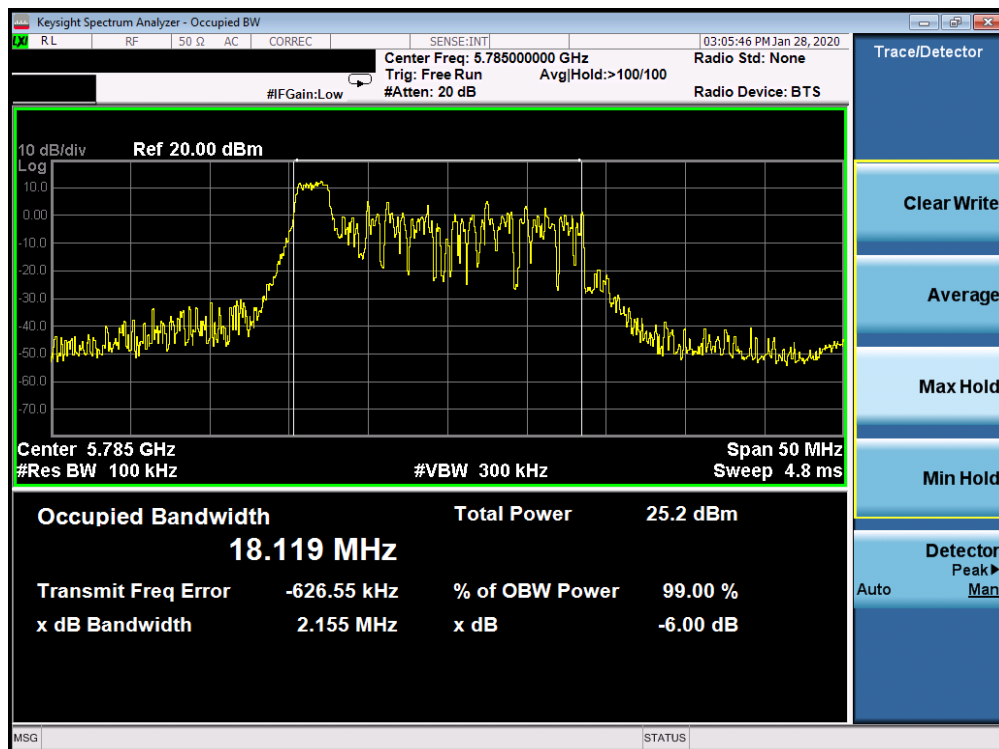 Keysight Spectrum Analyzer - Occupied BW
LXI RL RF 50 Ω AC CORREC SENSE:INT 03:05:46 PM Jan 28, 2020
Center Freq: 5.785000000 GHz Radio Std: None
Trig: Free Run Avg|Hold:>100/100
#IFGain:Low #Atten: 20 dB Radio Device: BTS
10 dB/div Ref 20.00 dBm
Log
10.0
0.00
-10.0
-20.0
-30.0
-40.0
-50.0
-60.0
-70.0
Center 5.785 GHz Span 50 MHz
#Res BW 100 kHz #VBW 300 kHz Sweep 4.8 ms
Occupied Bandwidth Total Power 25.2 dBm
18.119 MHz
Transmit Freq Error -626.55 kHz % of OBW Power 99.00 %
x dB Bandwidth 2.155 MHz x dB -6.00 dB
MSG STATUS
Trace/Detector
Clear Write
Average
Max Hold
Min Hold
Detector
Peak▶
Auto Man